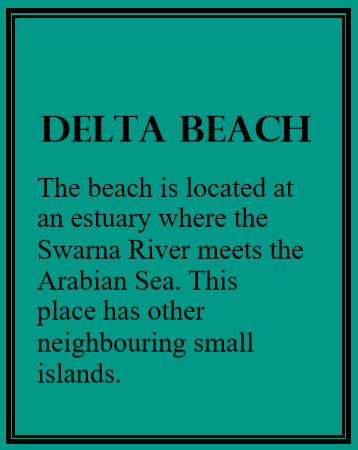 DELTA BEACH
The beach is located at
an estuary where the
Swarna River meets the
Arabian Sea. This
place has other
neighbouring small
islands.